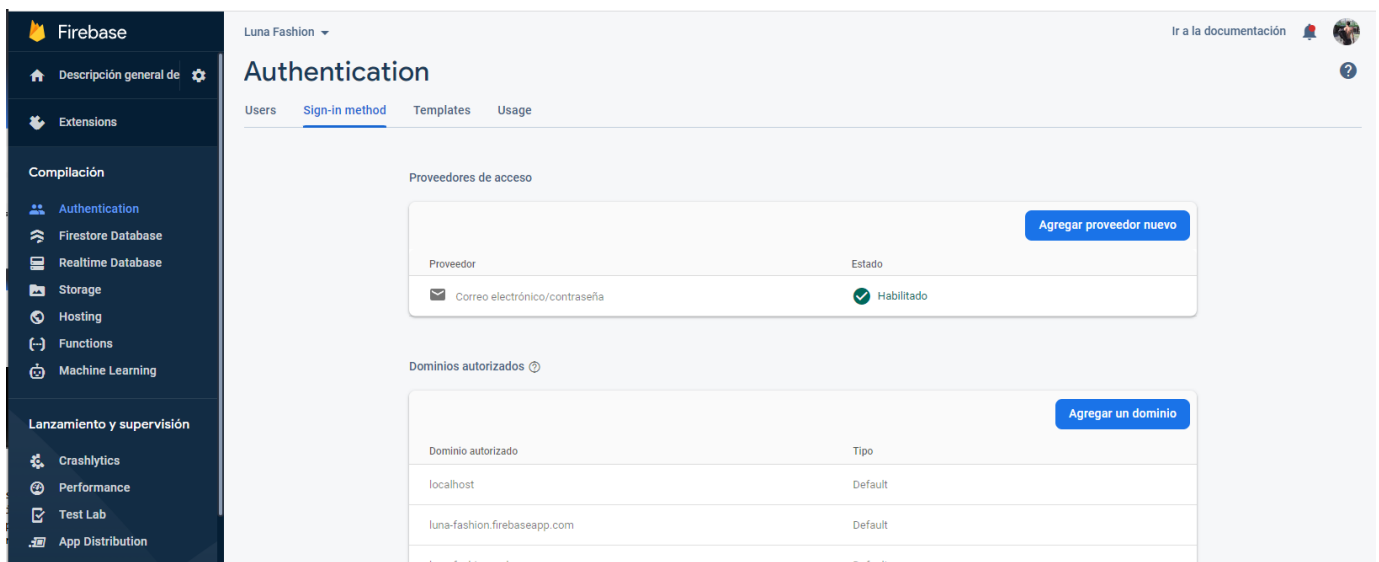 Firebase
Descripción general de
Extensions
Compilación
Authentication
Firestore Database
Realtime Database
Storage
Hosting
Functions
Machine Learning
Lanzamiento y supervisión
Crashlytics
Performance
Test Lab
App Distribution
Luna Fashion
Ir a la documentación
Authentication
Users Sign-in method Templates Usage
Proveedores de acceso
Agregar proveedor nuevo
Proveedor Estado
Correo electrónico/contraseña Habilitado
Dominios autorizados
Agregar un dominio
Dominio autorizado Tipo
localhost Default
luna-fashion.firebaseapp.com Default